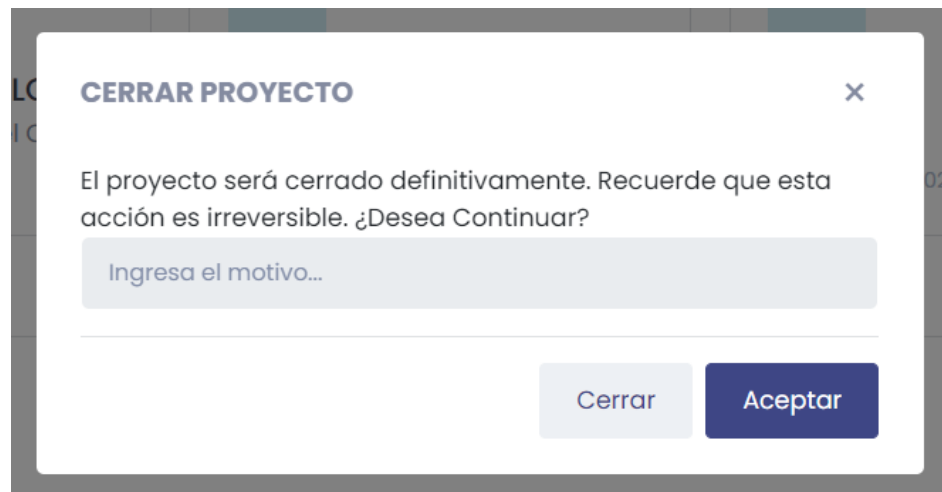 CERRAR PROYECTO
El proyecto será cerrado definitivamente. Recuerde que esta
acción es irreversible. ¿Desea Continuar?
Ingresa el motivo...
Cerrar
Aceptar